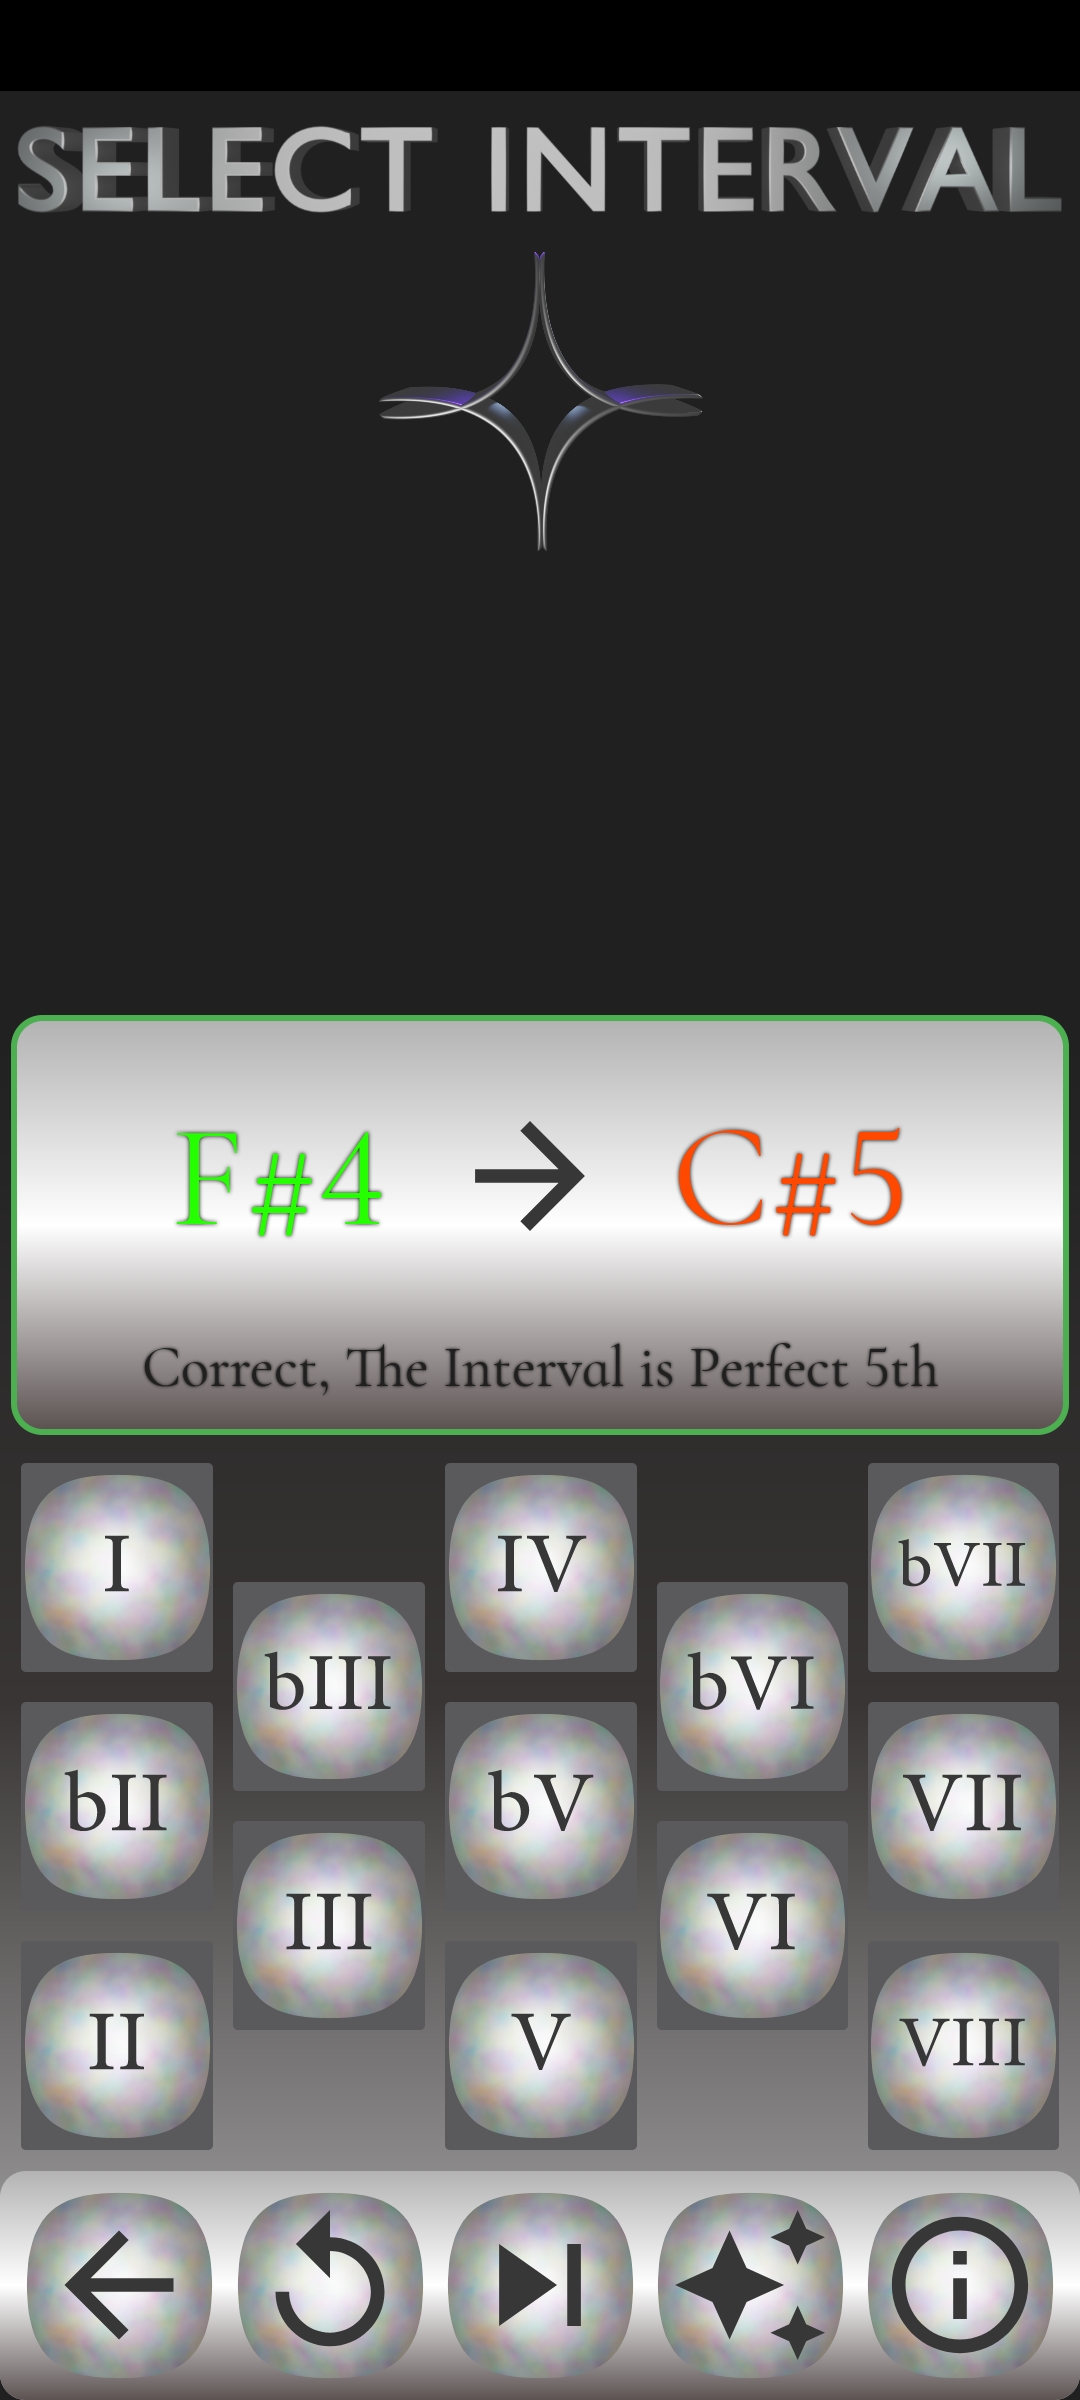 SELECT INTERVAL
F#4 → C#5
Correct, The Interval is Perfect 5th
I IV bVII
bIII bVI
bII bV VII
III VI
II V VIII